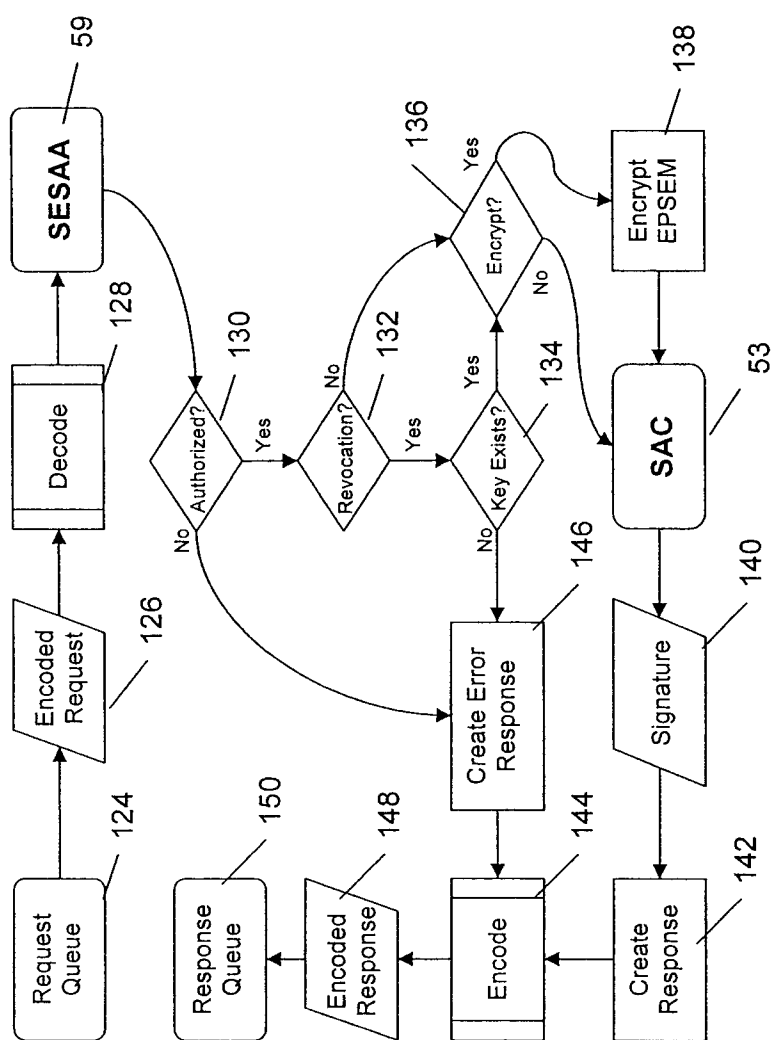 Request
Queue
124
Encoded
Request
126
Decode
128
SESAA
59
Authorized?
130
No
Yes
Revocation?
132
No
Yes
Key Exists?
134
No
Yes
Encrypt?
136
Yes
No
Encrypt
EPSEM
138
SAC
53
Signature
140
Create
Response
142
Create Error
Response
146
Encode
144
Encoded
Response
148
Response
Queue
150